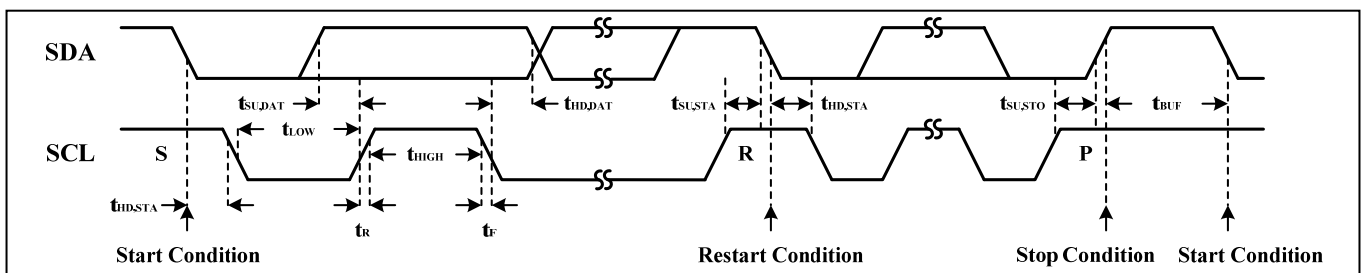 SDA
tSU,DAT
tHD,DAT
tSU,STA
tHD,STA
tSU,STO
tBUF
tLOW
SCL
S
tHIGH
R
P
tHD,STA
tR
tF
Start Condition
Restart Condition
Stop Condition
Start Condition